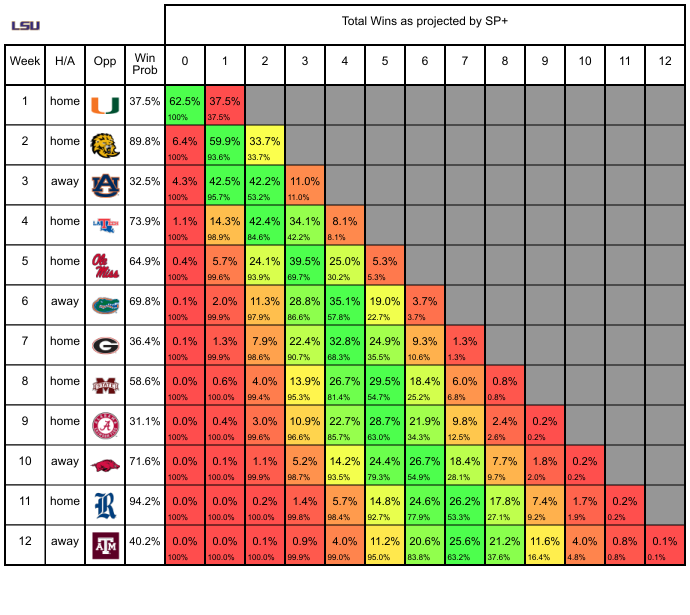 LSU
Total Wins as projected by SP+
Week H/A Opp Win Prob 0 1 2 3 4 5 6 7 8 9 10 11 12
1 home U 37.5% 62.5% 37.5%
100% 37.5%
2 home 89.8% 6.4% 59.9% 33.7%
100% 93.6% 33.7%
3 away AU 32.5% 4.3% 42.5% 42.2% 11.0%
100% 95.7% 53.2% 11.0%
4 home LA TECH 73.9% 1.1% 14.3% 42.4% 34.1% 8.1%
100% 98.9% 84.6% 42.2% 8.1%
5 home Ole Miss 64.9% 0.4% 5.7% 24.1% 39.5% 25.0% 5.3%
100% 99.6% 93.9% 69.7% 30.2% 5.3%
6 away Gators 69.8% 0.1% 2.0% 11.3% 28.8% 35.1% 19.0% 3.7%
100% 99.9% 97.9% 86.6% 57.8% 22.7% 3.7%
7 home G 36.4% 0.1% 1.3% 7.9% 22.4% 32.8% 24.9% 9.3% 1.3%
100% 99.9% 98.6% 90.7% 68.3% 35.5% 10.6% 1.3%
8 home M STATE 58.6% 0.0% 0.6% 4.0% 13.9% 26.7% 29.5% 18.4% 6.0% 0.8%
100% 100.0% 99.4% 95.3% 81.4% 54.7% 25.2% 6.8% 0.8%
9 home A 31.1% 0.0% 0.4% 3.0% 10.9% 22.7% 28.7% 21.9% 9.8% 2.4% 0.2%
100% 100.0% 99.6% 96.6% 85.7% 63.0% 34.3% 12.5% 2.6% 0.2%
10 away 71.6% 0.0% 0.1% 1.1% 5.2% 14.2% 24.4% 26.7% 18.4% 7.7% 1.8% 0.2%
100% 100.0% 99.9% 98.7% 93.5% 79.3% 54.9% 28.1% 9.7% 2.0% 0.2%
11 home R 94.2% 0.0% 0.0% 0.2% 1.4% 5.7% 14.8% 24.6% 26.2% 17.8% 7.4% 1.7% 0.2%
100% 100.0% 100.0% 99.8% 98.4% 92.7% 77.9% 53.3% 27.1% 9.2% 1.9% 0.2%
12 away ATM 40.2% 0.0% 0.0% 0.1% 0.9% 4.0% 11.2% 20.6% 25.6% 21.2% 11.6% 4.0% 0.8% 0.1%
100% 100.0% 100.0% 99.9% 99.0% 95.0% 83.8% 63.2% 37.6% 16.4% 4.8% 0.8% 0.1%